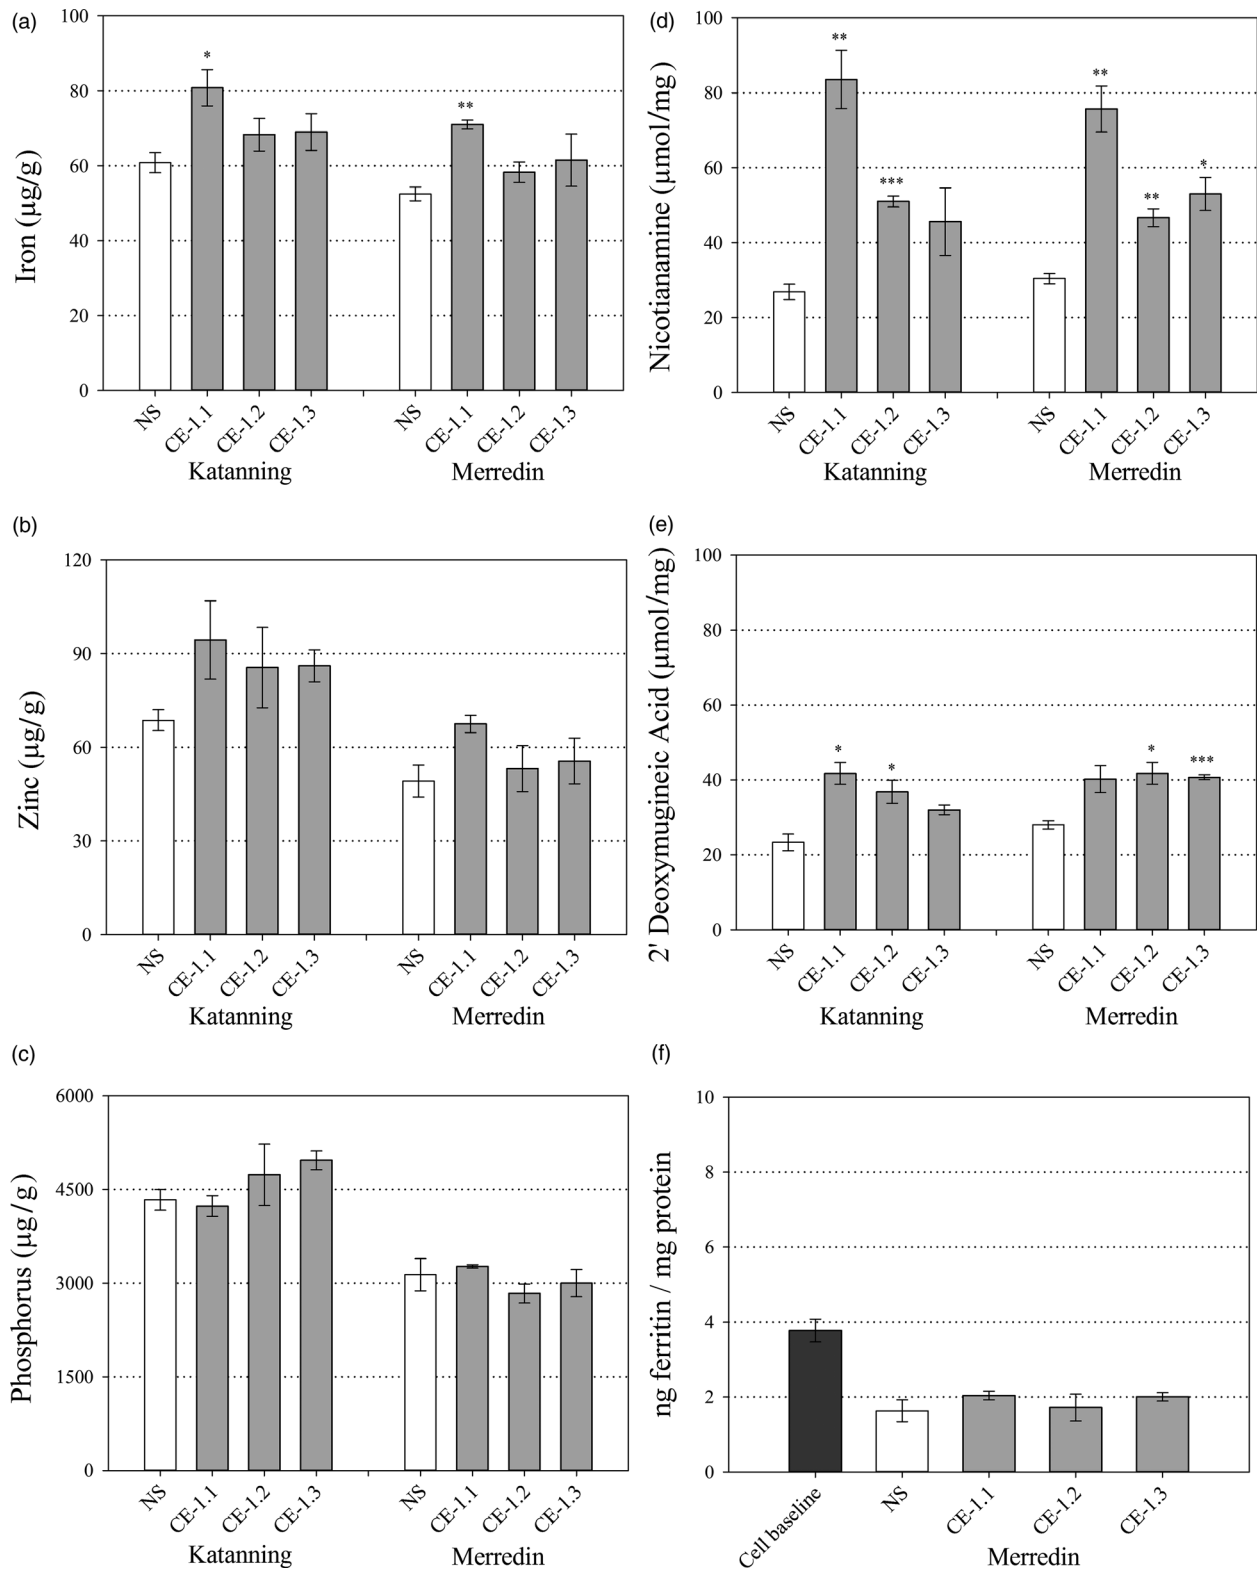 (a)
Iron (µg/g)
100
80
60
40
20
0
*
**
NS
CE-1.1
CE-1.2
CE-1.3
NS
CE-1.1
CE-1.2
CE-1.3
Katanning
Merredin
(d)
Nicotianamine (µmol/mg )
100
80
60
40
20
0
**
***
**
**
*
NS
CE-1.1
CE-1.2
CE-1.3
NS
CE-1.1
CE-1.2
CE-1.3
Katanning
Merredin
(b)
Zinc (µg/g)
120
90
60
30
0
NS
CE-1.1
CE-1.2
CE-1.3
NS
CE-1.1
CE-1.2
CE-1.3
Katanning
Merredin
(e)
2' Deoxymugineic Acid (µmol/mg)
100
80
60
40
20
0
*
*
*
***
NS
CE-1.1
CE-1.2
CE-1.3
NS
CE-1.1
CE-1.2
CE-1.3
Katanning
Merredin
(c)
Phosphorus (µg/g)
6000
4500
3000
1500
0
NS
CE-1.1
CE-1.2
CE-1.3
NS
CE-1.1
CE-1.2
CE-1.3
Katanning
Merredin
(f)
ng ferritin / mg protein
10
8
6
4
2
0
Cell baseline
NS
CE-1.1
CE-1.2
CE-1.3
Merredin